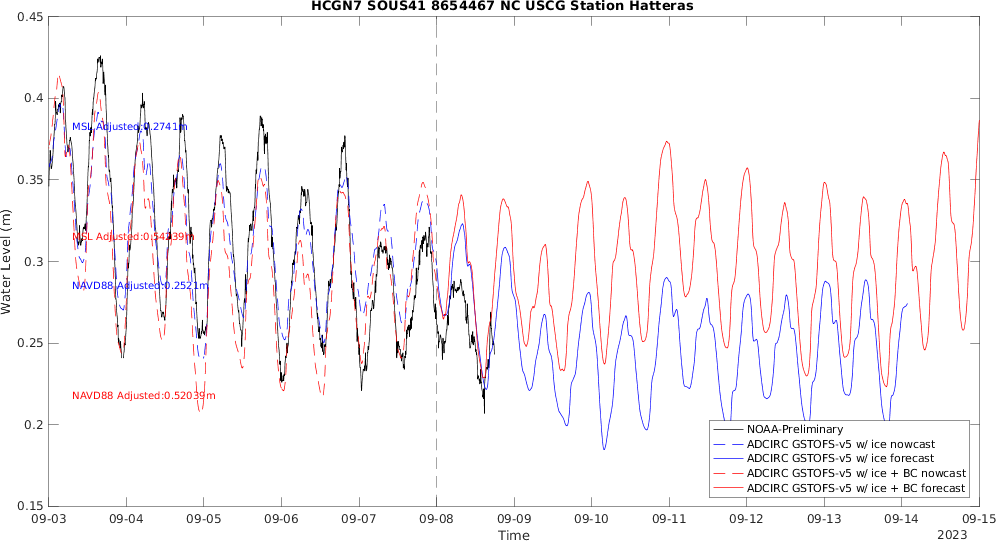 HCGN7 SOUS41 8654467 NC USCG Station Hatteras
Water Level (m)
0.45
0.4
0.35
0.3
0.25
0.2
0.15
MSL Adjusted:0.2741m
NAVD88 Adjusted:0.2521m
NAVD88 Adjusted:0.52039m
NOAA-Preliminary
ADCIRC GSTOFS-v5 w/ ice nowcast
ADCIRC GSTOFS-v5 w/ ice forecast
ADCIRC GSTOFS-v5 w/ ice + BC nowcast
ADCIRC GSTOFS-v5 w/ ice + BC forecast
09-03 09-04 09-05 09-06 09-07 09-08 09-09 09-10 09-11 09-12 09-13 09-14 09-15
Time
2023